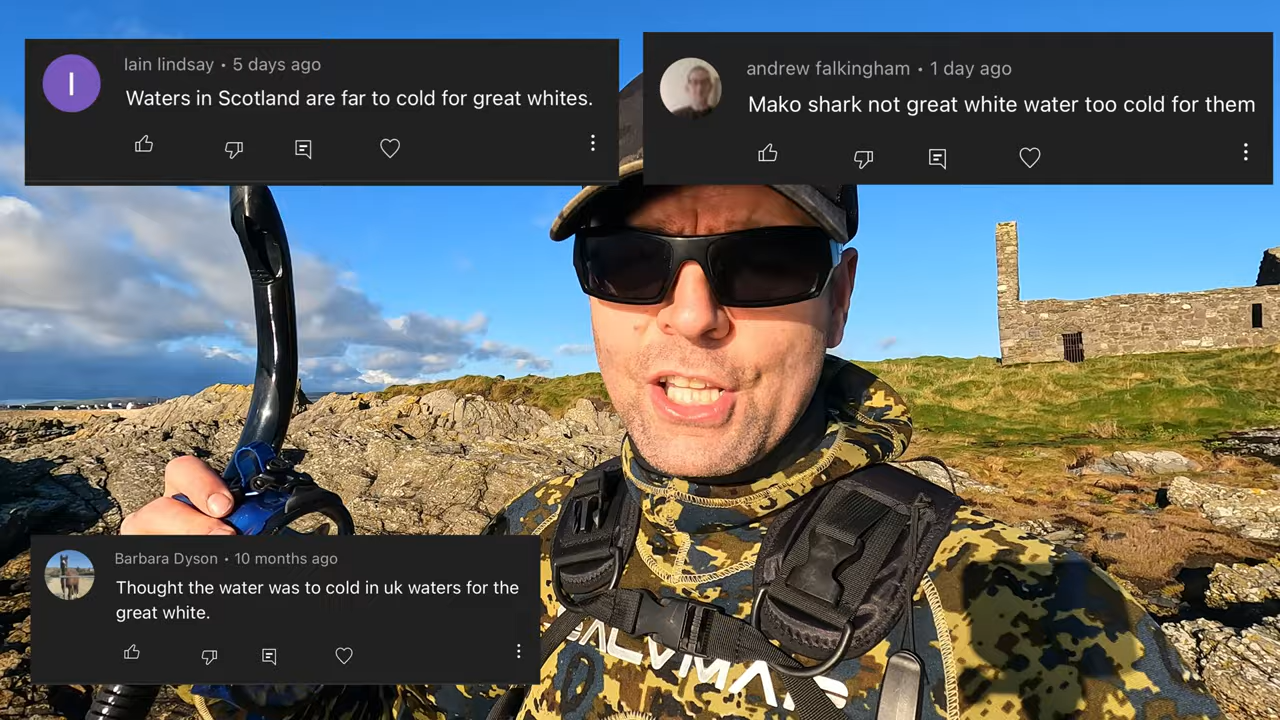 Iain lindsay • 5 days ago
Waters in Scotland are far to cold for great whites.
andrew falkingham • 1 day ago
Mako shark not great white water too cold for them
I
Barbara Dyson • 10 months ago
Thought the water was to cold in uk waters for the
great white.